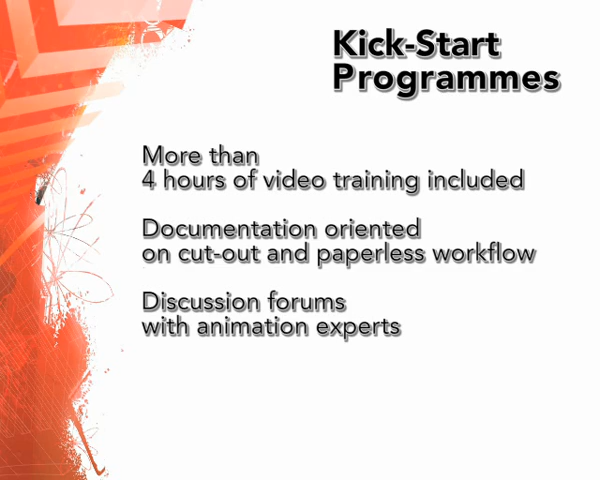 Kick-Start
Programmes
More than
4 hours of video training included
Documentation oriented
on cut-out and paperless workflow
Discussion forums
with animation experts